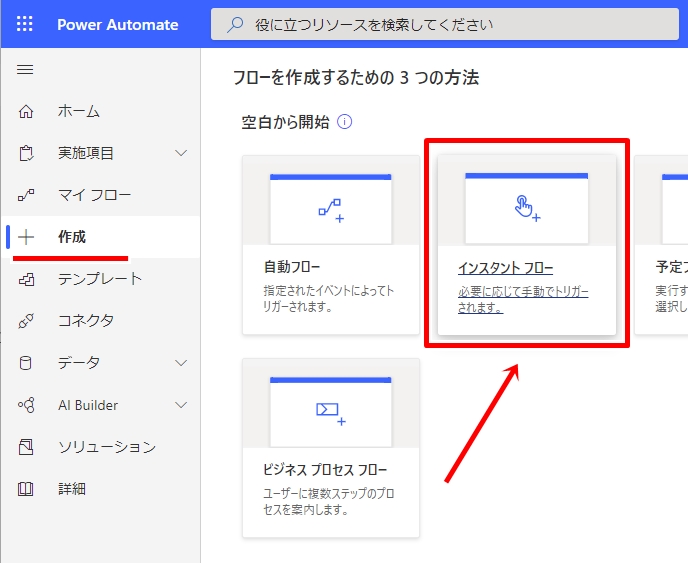 Power Automate
役に立つリソースを検索してください
ホーム
実施項目
マイ フロー
作成
テンプレート
コネクタ
データ
AI Builder
ソリューション
詳細
フローを作成するための 3 つの方法
空白から開始
自動フロー
指定されたイベントによってト
リガーされます。
インスタント フロー
必要に応じて手動でトリガー
されます。
予定フ
実行す
選択し
ビジネス プロセス フロー
ユーザーに複数ステップのプロ
セスを案内します。